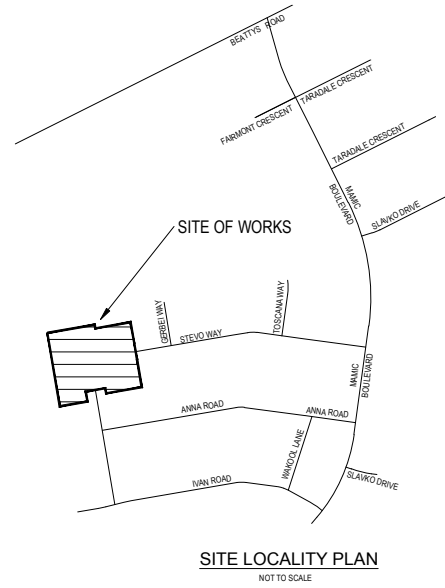 BEATTYS ROAD
TARADALE CRESCENT
FAIRMONT CRESCENT
TARADALE CRESCENT
MAMIC
BOULEVARD
SLAVKO DRIVE
SITE OF WORKS
GERBEI WAY
TOSCANA WAY
STEVO WAY
MAMIC
BOULEVARD
ANNA ROAD
ANNA ROAD
WAKOOL LANE
SLAVKO DRIVE
IVAN ROAD
SITE LOCALITY PLAN
NOT TO SCALE